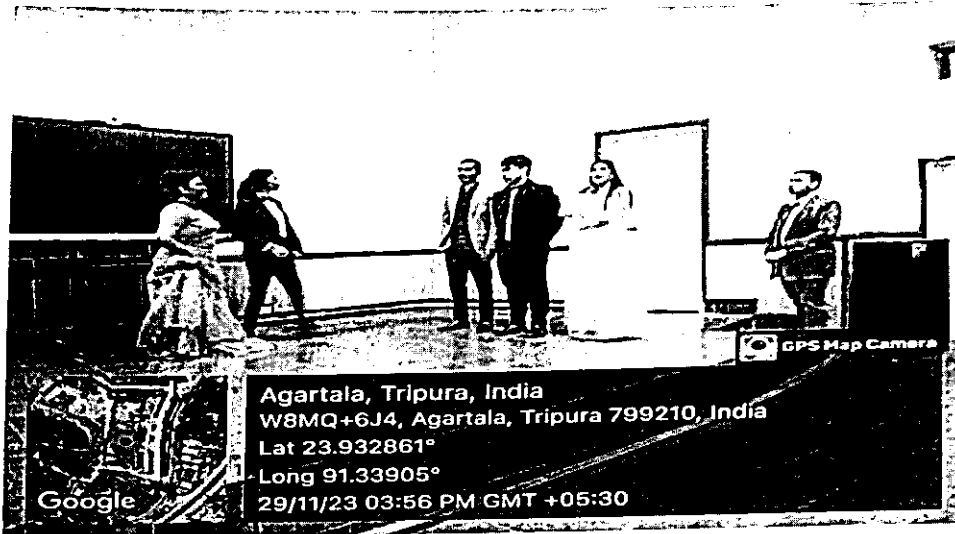 GPS Map Camera
Agartala, Tripura, India
W8MQ+6J4, Agartala, Tripura 799210, India
Lat 23.932861°
Long 91.33905°
29/11/23 03:56 PM GMT +05:30
Google